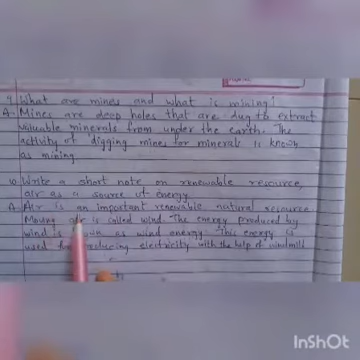 9. What are mines and what is mining?
A. Mines are deep holes that are dug to extract
valuable minerals from under the earth. The
activity of digging mines for minerals is known
as mining.
10. Write a short note on renewable resource,
air as a source of energy.
A. Air is an important renewable natural resource.
Moving air is called wind. The energy produced by
wind is known as wind energy. This energy is
used for producing electricity with the help of windmill
InShOt